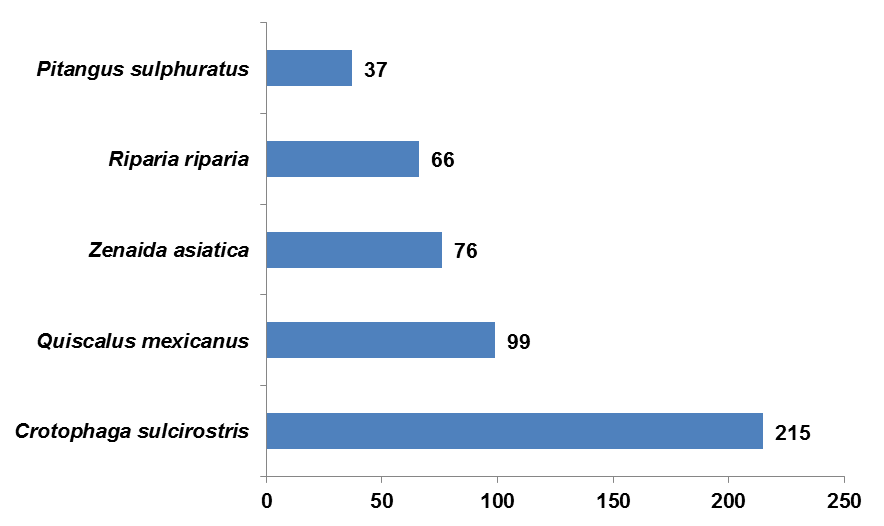 Pitangus sulphuratus 37
Riparia riparia 66
Zenaida asiatica 76
Quiscalus mexicanus 99
Crotophaga sulcirostris 215
0 50 100 150 200 250